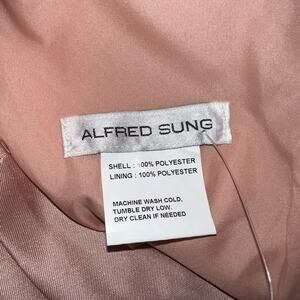 ALFRED SUNG
SHELL : 100% POLYESTER
LINING : 100% POLYESTER
MACHINE WASH COLD,
TUMBLE DRY LOW.
DRY CLEAN IF NEEDED